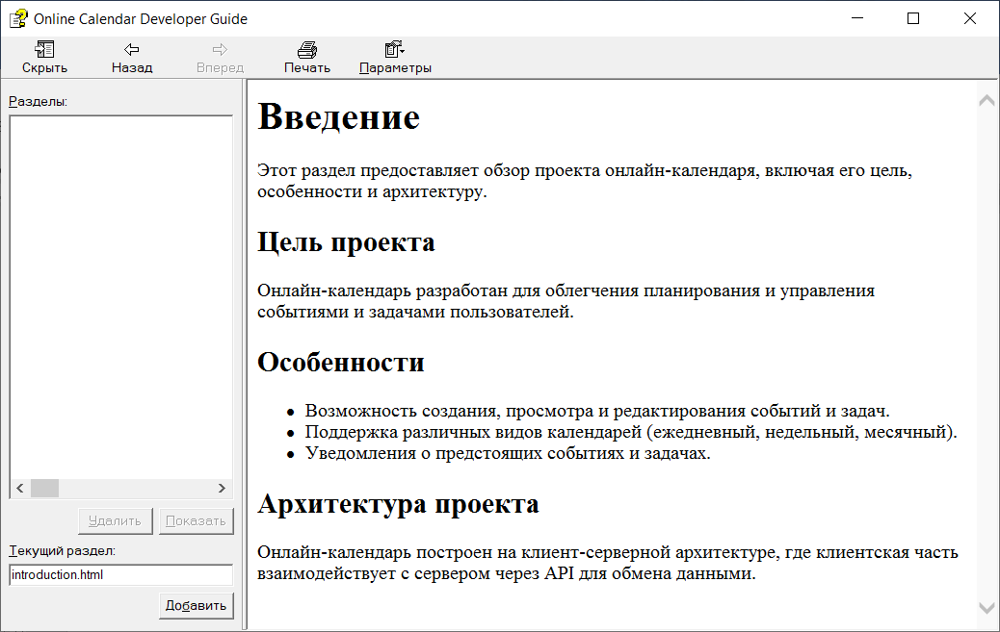 Online Calendar Developer Guide
Скрыть Назад Вперед Печать Параметры
Разделы:
Удалить Показать
Текущий раздел:
introduction.html
Добавить
Введение
Этот раздел предоставляет обзор проекта онлайн-календаря, включая его цель,
особенности и архитектуру.
Цель проекта
Онлайн-календарь разработан для облегчения планирования и управления
событиями и задачами пользователей.
Особенности
• Возможность создания, просмотра и редактирования событий и задач.
• Поддержка различных видов календарей (ежедневный, недельный, месячный).
• Уведомления о предстоящих событиях и задачах.
Архитектура проекта
Онлайн-календарь построен на клиент-серверной архитектуре, где клиентская часть
взаимодействует с сервером через API для обмена данными.